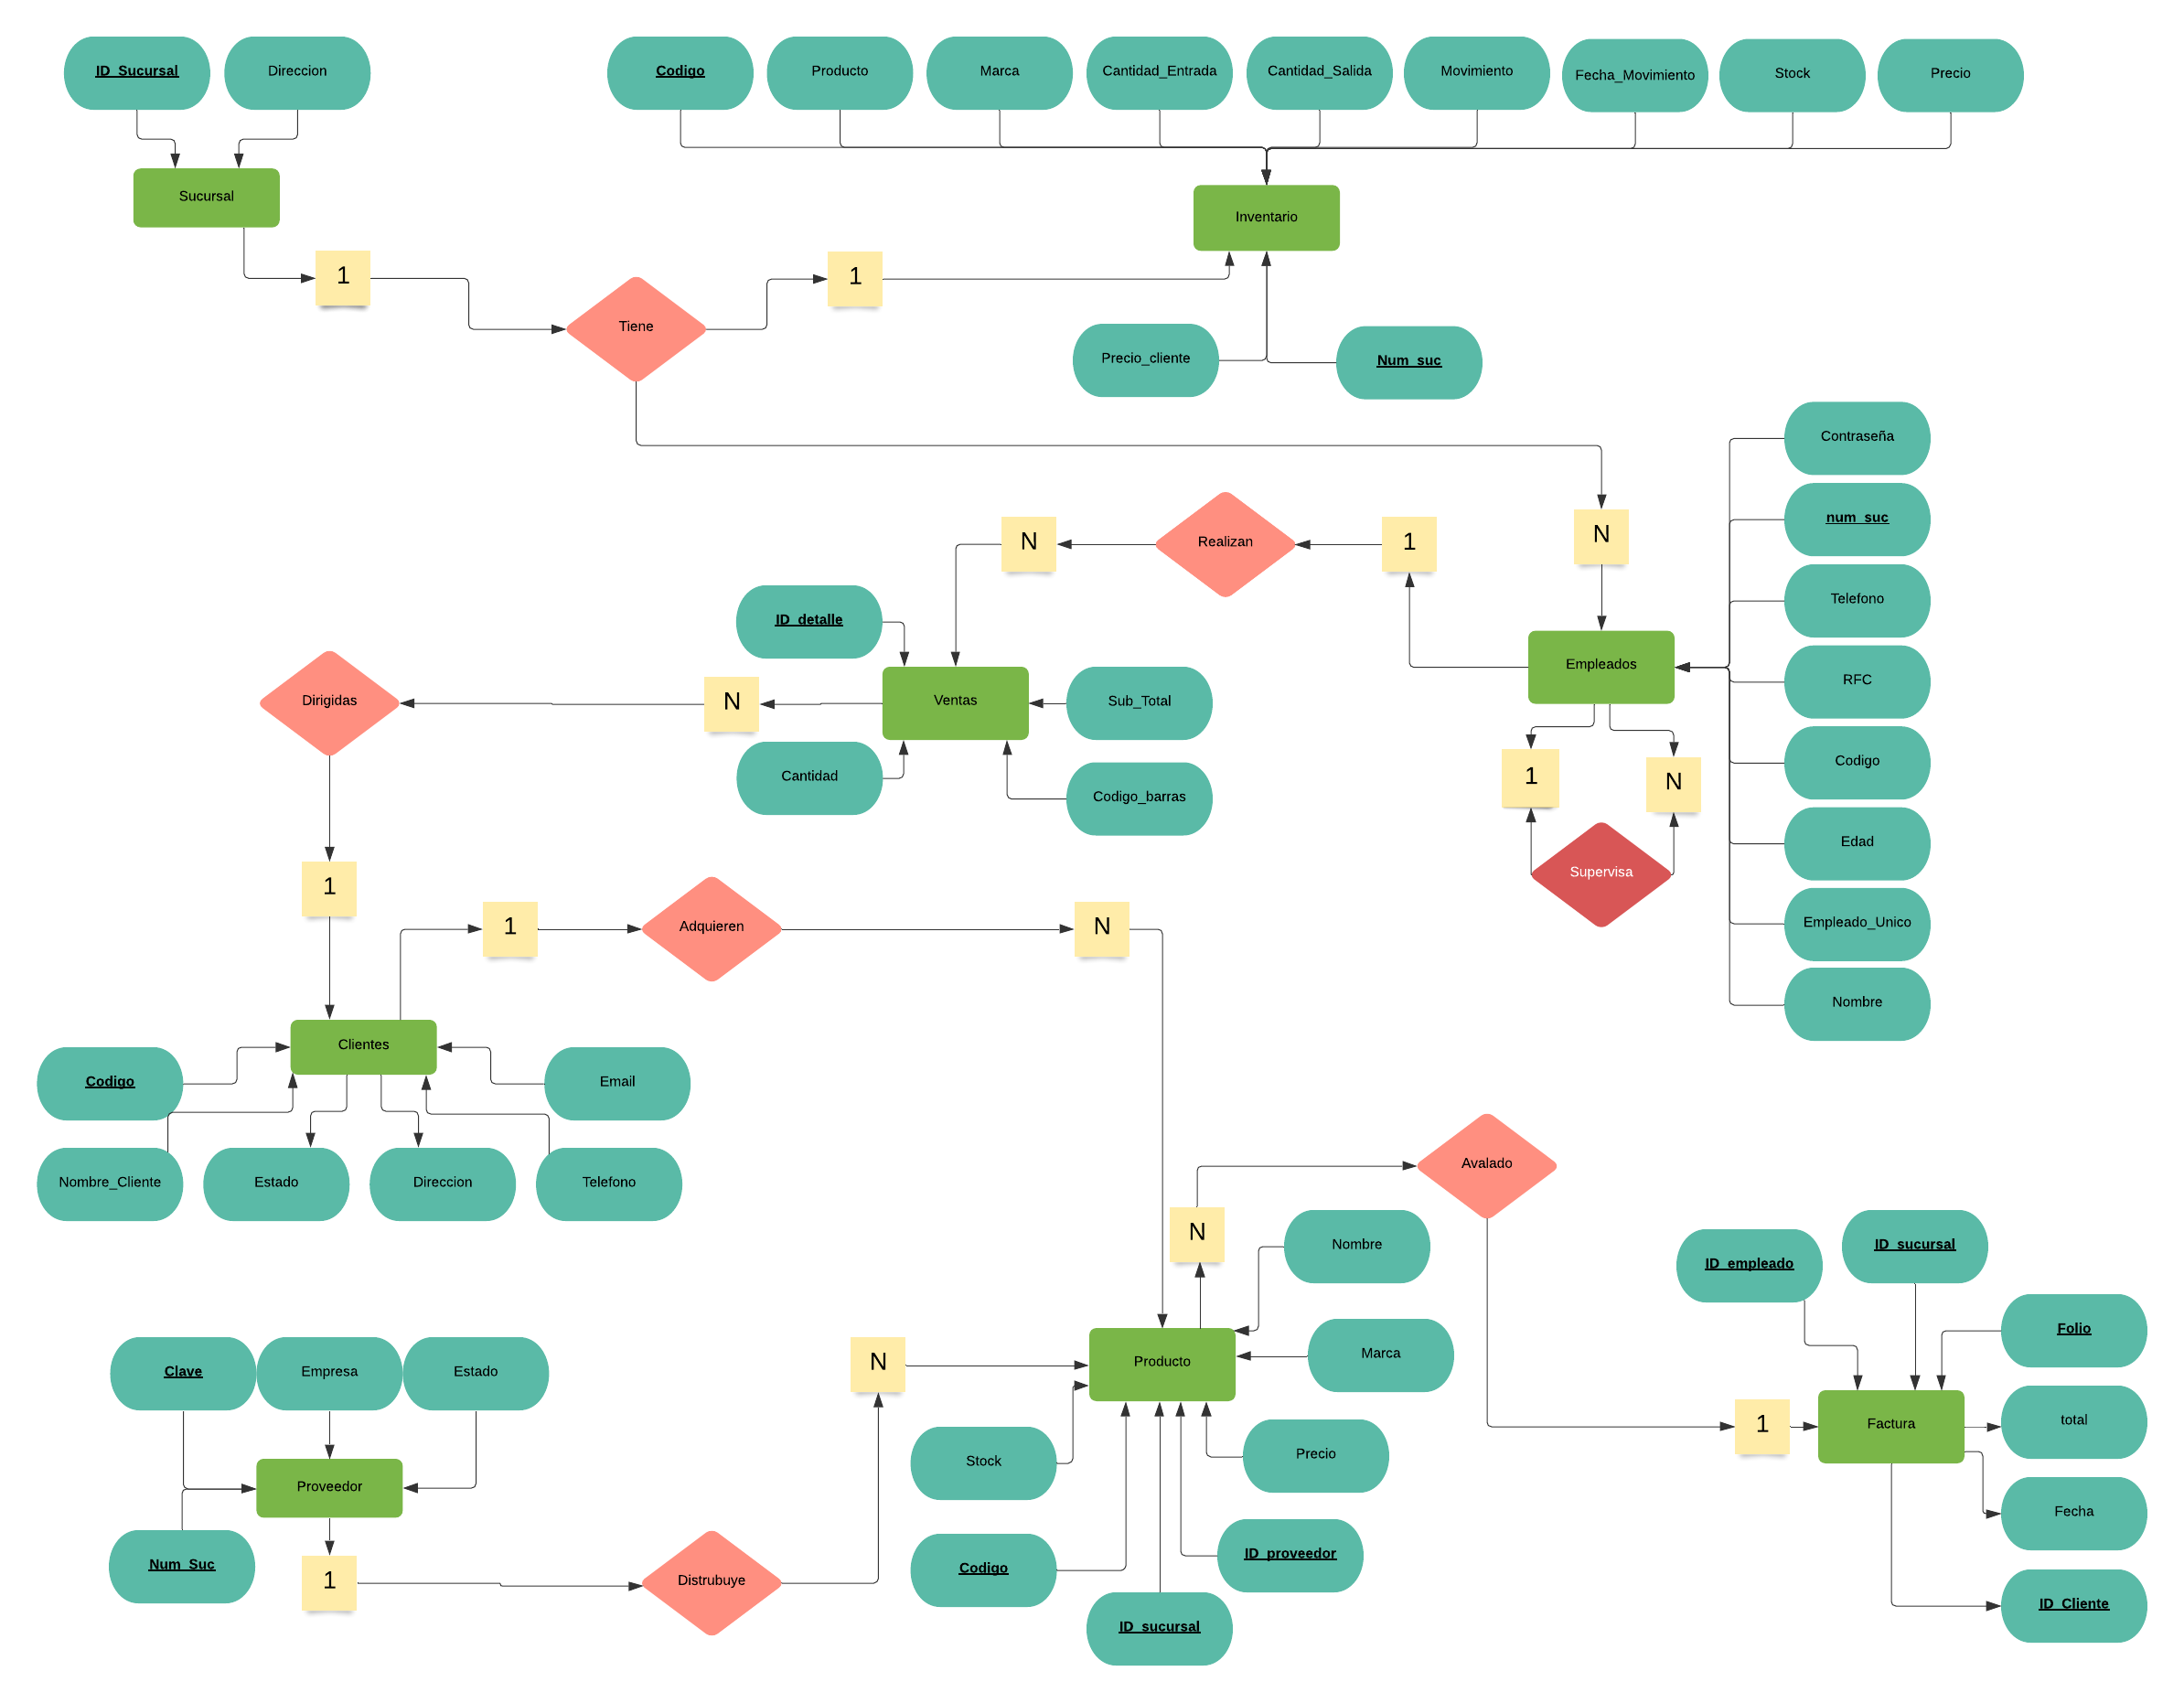 ID_Sucursal
Direccion
Codigo
Producto
Marca
Cantidad_Entrada
Cantidad_Salida
Movimiento
Fecha_Movimiento
Stock
Precio
Sucursal
Inventario
1
1
Tiene
Precio_cliente
Num_suc
Contraseña
num_suc
N
Realizan
1
N
Telefono
ID_detalle
Empleados
RFC
Dirigidas
N
Ventas
Sub_Total
Cantidad
Codigo_barras
1
N
Codigo
Supervisa
Edad
1
1
Adquieren
N
Empleado_Unico
Nombre
Clientes
Codigo
Email
Nombre_Cliente
Estado
Direccion
Telefono
Avalado
N
Nombre
ID_empleado
ID_sucursal
Folio
Clave
Empresa
Estado
N
Producto
Marca
1
Factura
total
Proveedor
Stock
Precio
Fecha
Num_Suc
1
Distrubuye
Codigo
ID_proveedor
ID_sucursal
ID_Cliente